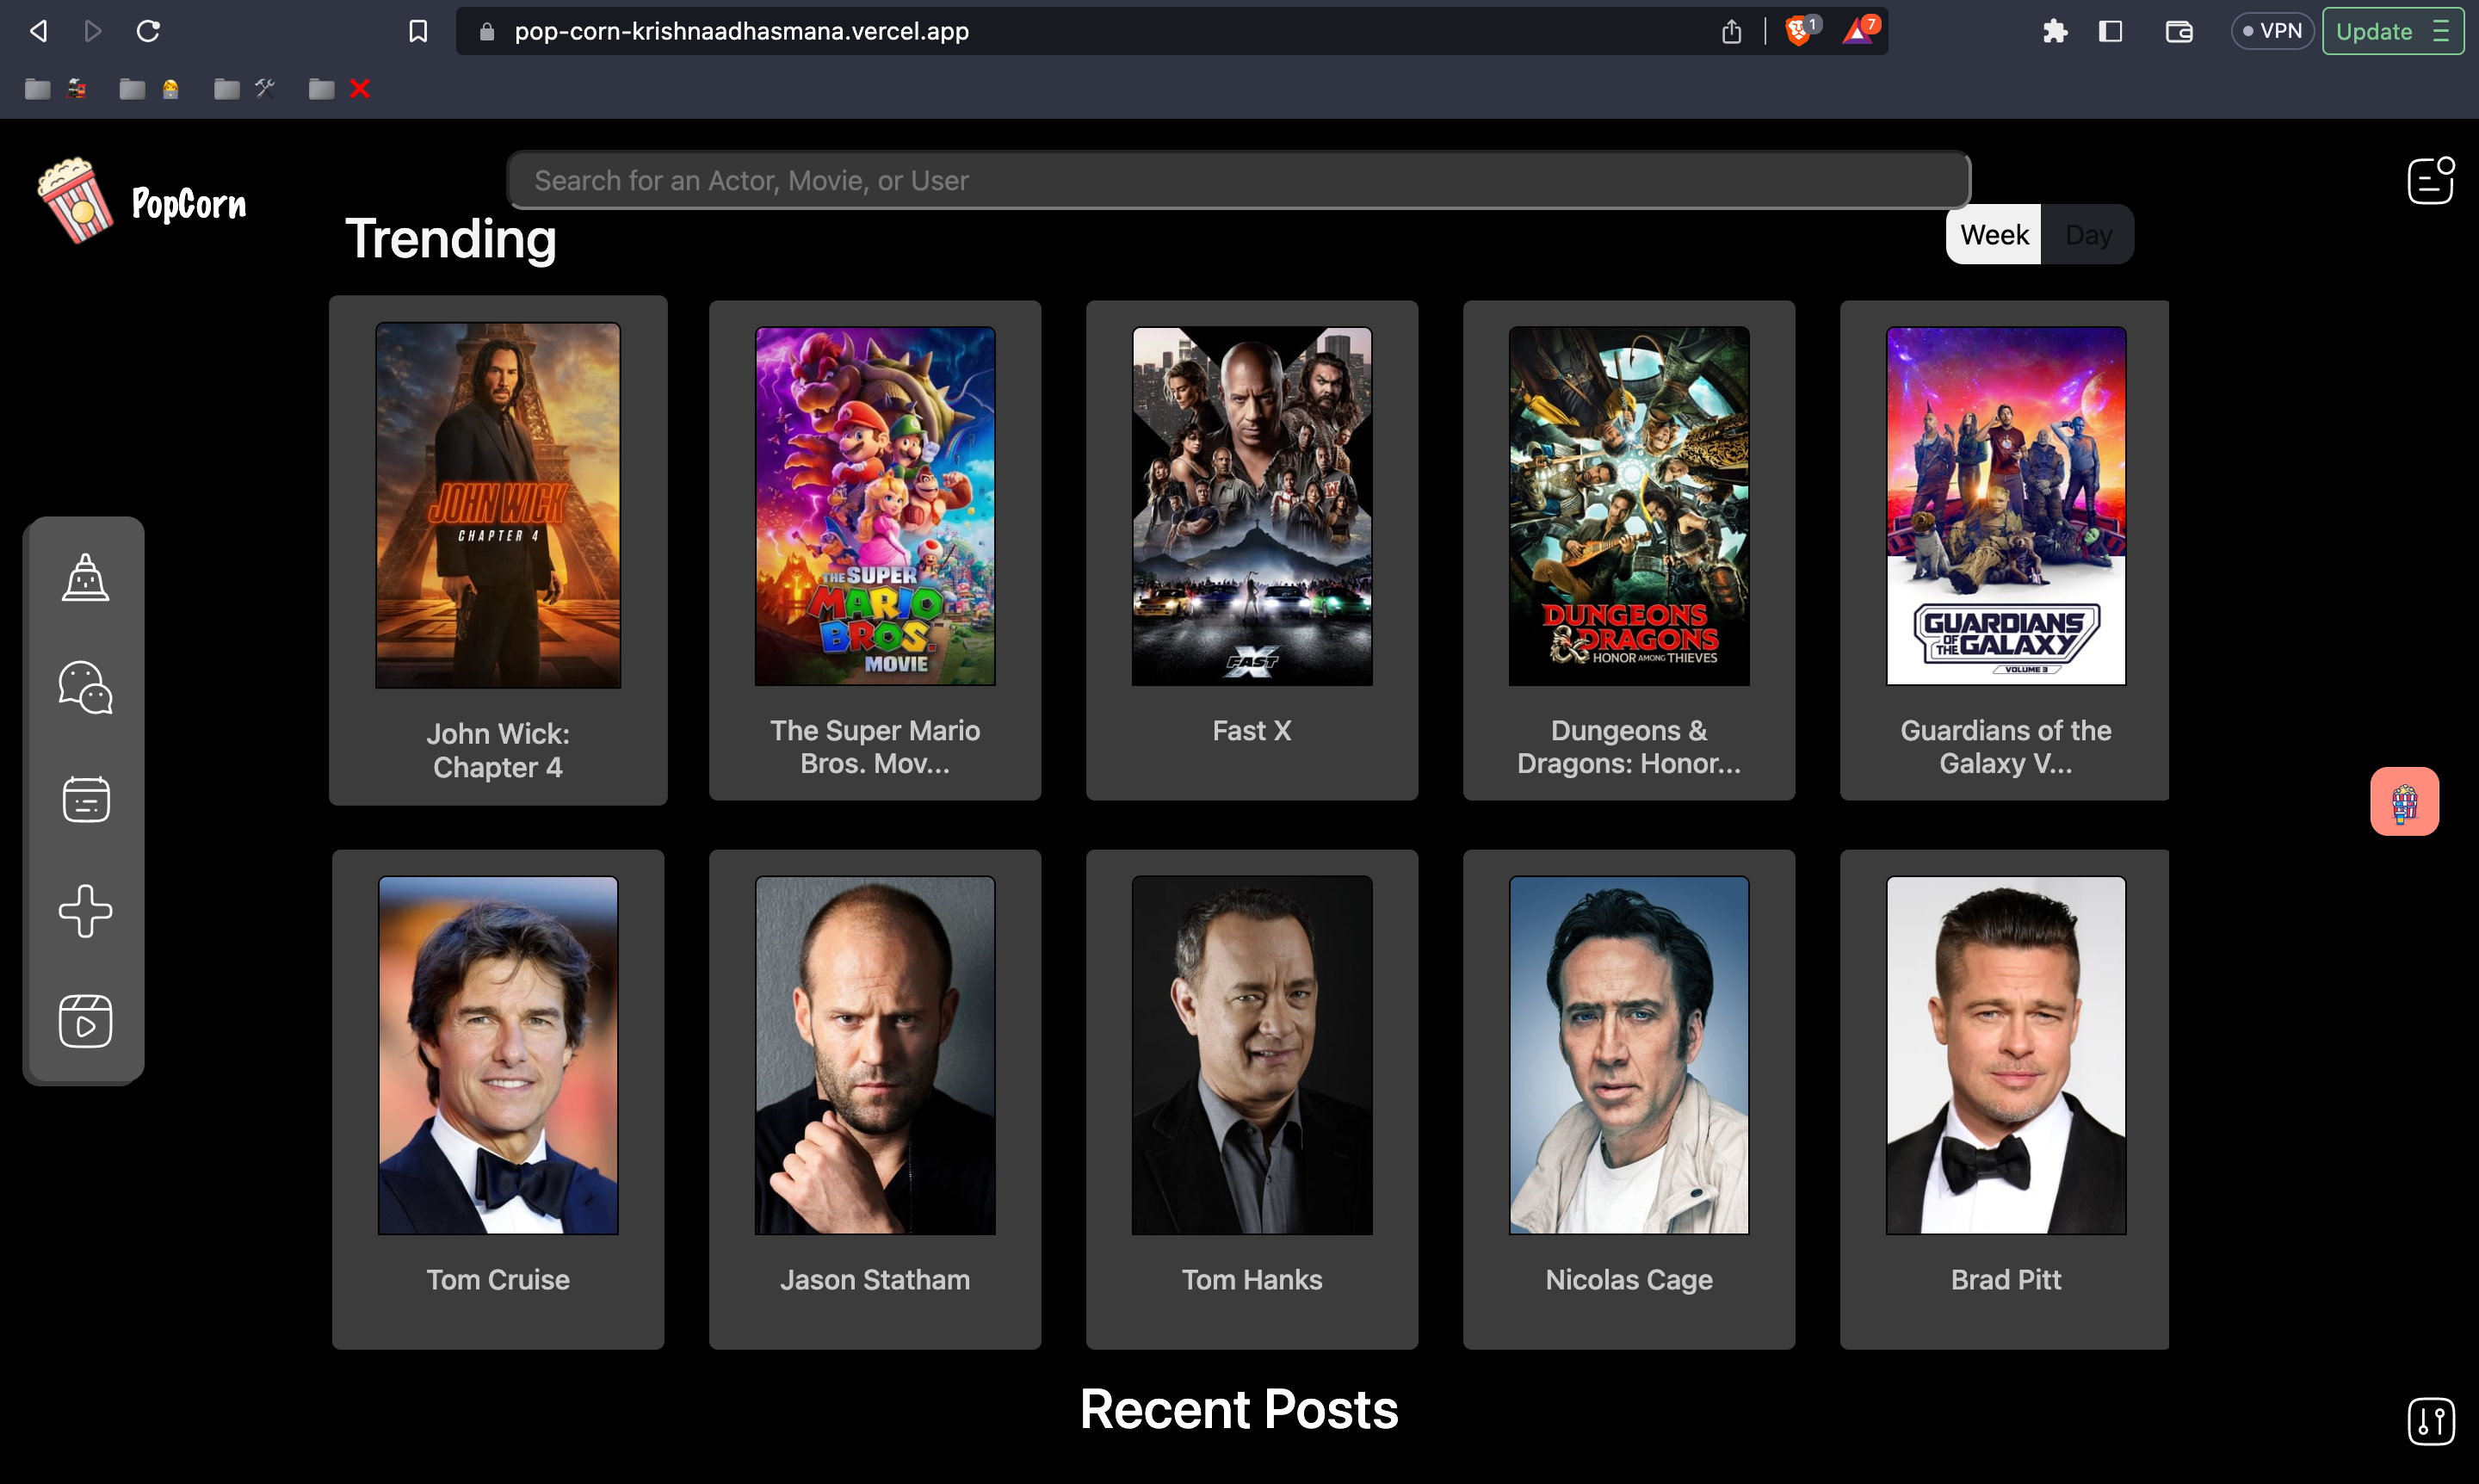 pop-corn-krishnaadhasmana.vercel.app
1
7
VPN
Update
PopCorn
Search for an Actor, Movie, or User
Trending
Week
Day
JOHN WICK
CHAPTER 4
THE SUPER
MARIO
BROS.
MOVIE
FAST X
DUNGEONS
& DRAGONS
HONOR AMONG THIEVES
GUARDIANS
OF THE GALAXY
VOLUME 3
John Wick:
Chapter 4
The Super Mario
Bros. Mov...
Fast X
Dungeons &
Dragons: Honor...
Guardians of the
Galaxy V...
Tom Cruise
Jason Statham
Tom Hanks
Nicolas Cage
Brad Pitt
Recent Posts